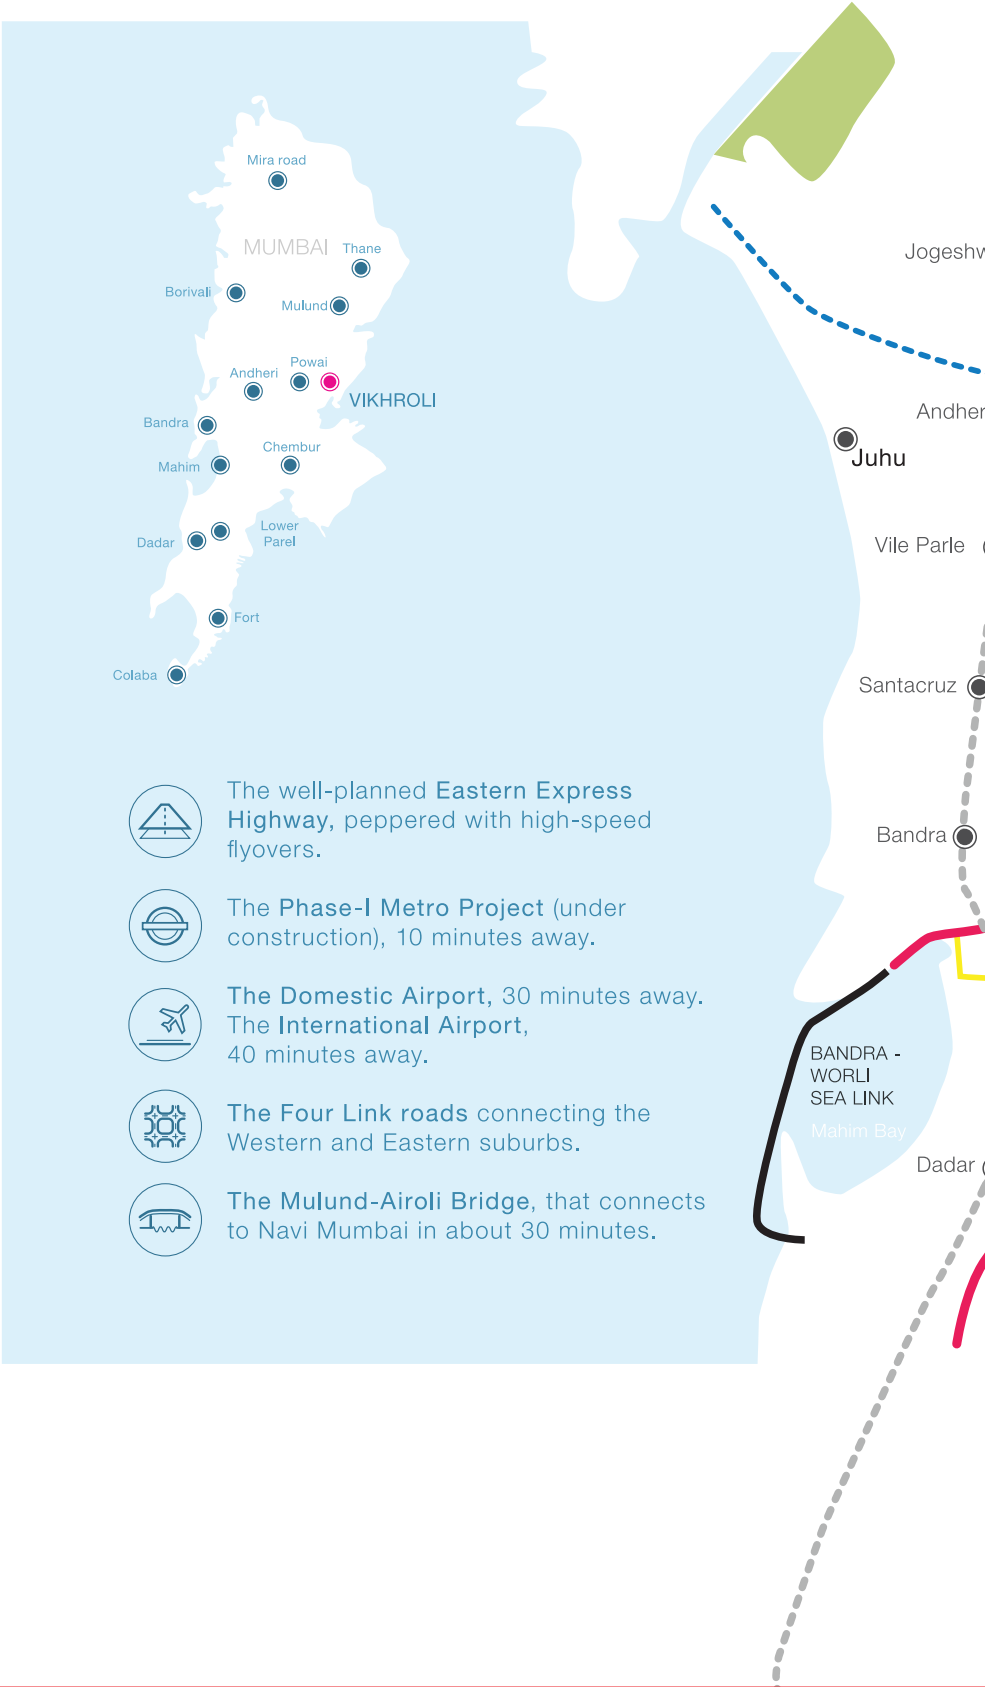 Mira road
MUMBAI
Thane
Borivali
Mulund
Powai
Andheri
VIKHROLI
Bandra
Chembur
Mahim
Lower
Parel
Dadar
Fort
Colaba
The well-planned Eastern Express
Highway, peppered with high-speed
flyovers.
The Phase-I Metro Project (under
construction), 10 minutes away.
The Domestic Airport, 30 minutes away.
The International Airport,
40 minutes away.
The Four Link roads connecting the
Western and Eastern suburbs.
The Mulund-Airoli Bridge, that connects
to Navi Mumbai in about 30 minutes.
Jogeshw
Andher
Juhu
Vile Parle
Santacruz
Bandra
BANDRA -
WORLI
SEA LINK
Mahim Bay
Dadar